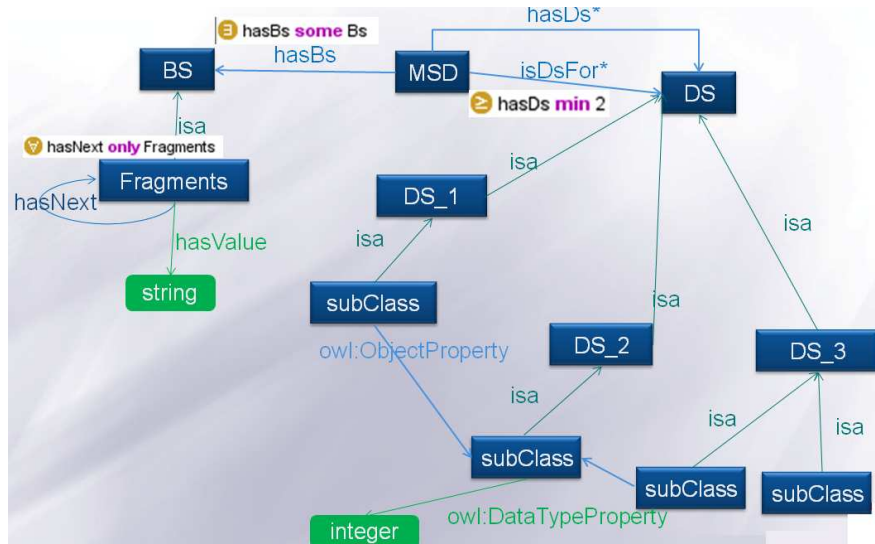 hasDs*
∃ hasBs some Bs
BS
hasBs
MSD
isDsFor*
DS
≥ hasDs min 2
isa
∀ hasNext only Fragments
isa
Fragments
DS_1
hasNext
isa
isa
hasValue
string
subClass
isa
owl:ObjectProperty
DS_2
DS_3
isa
isa
isa
subClass
subClass
subClass
owl:DataTypeProperty
integer